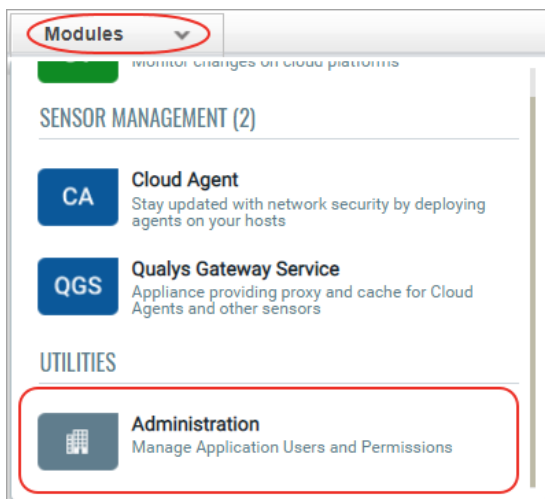 Modules
Monitor changes on cloud platforms
SENSOR MANAGEMENT (2)
CA
Cloud Agent
Stay updated with network security by deploying
agents on your hosts
QGS
Qualys Gateway Service
Appliance providing proxy and cache for Cloud
Agents and other sensors
UTILITIES
Administration
Manage Application Users and Permissions